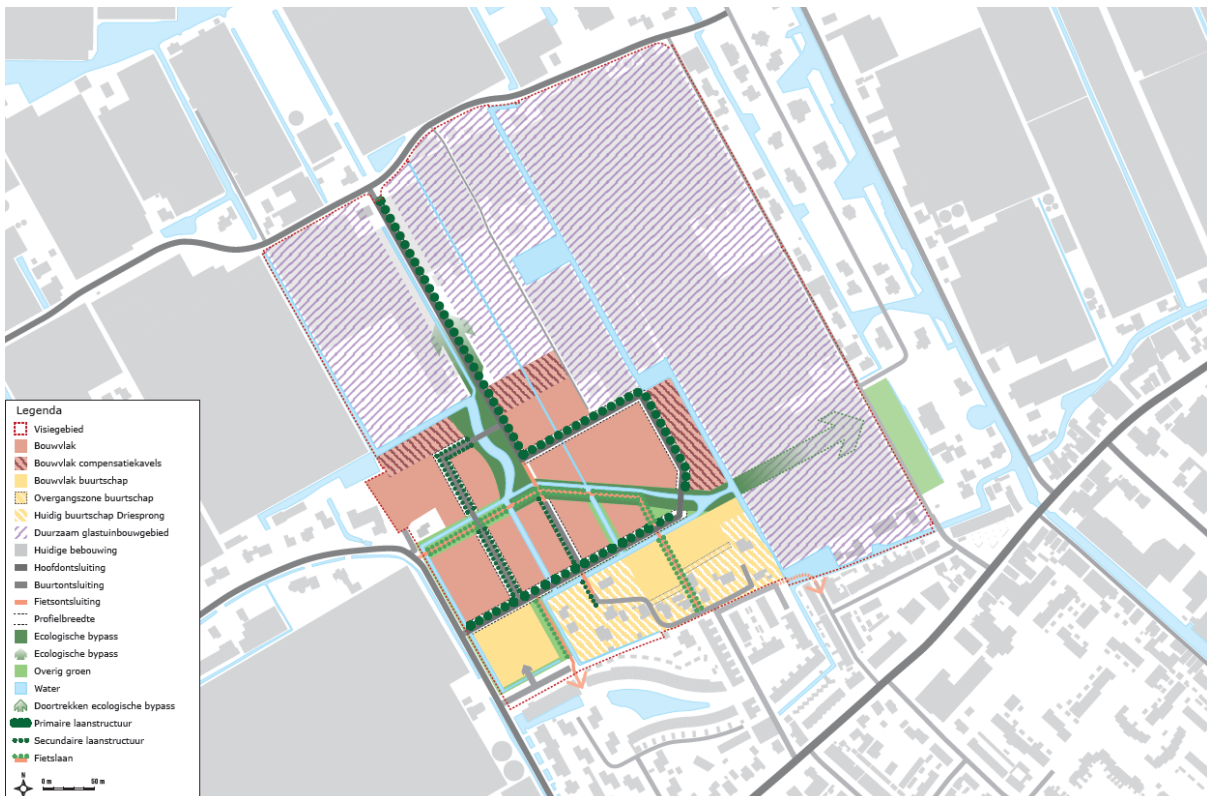 Legenda
Visiegebied
Bouwvlak
Bouwvlak compensatiekavels
Bouwvlak buurtschap
Overgangszone buurtschap
Huidig buurtschap Driesprong
Duurzaam glastuinbouwgebied
Huidige bebouwing
Hoofdontsluiting
Buurtontsluiting
Fietsontsluiting
Profielbreedte
Ecologische bypass
Ecologische bypass
Overig groen
Water
Doortrekken ecologische bypass
Primaire laanstructuur
Secundaire laanstructuur
Fietslaan
N 0 m 50 m